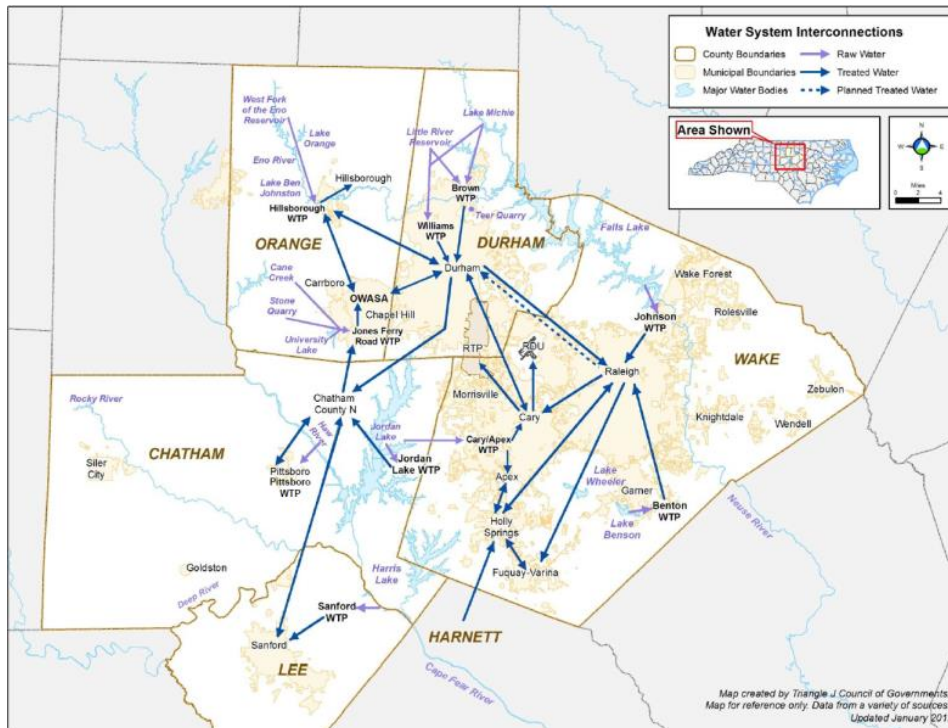 Water System Interconnections
County Boundaries
Raw Water
Municipal Boundaries
Treated Water
Major Water Bodies
Planned Treated Water
Area Shown
N
W
E
S
Miles
0 2 4
West Fork
of the Eno
Reservoir
Lake
Orange
Eno River
Hillsborough
Lake Ben
Johnston
Hillsborough
WTP
ORANGE
Lake Michie
Little River
Reservoir
Brown
WTP
Teer Quarry
Williams
WTP
DURHAM
Durham
Falls Lake
Wake Forest
Rolesville
Johnson
WTP
WAKE
Cane
Creek
Carrboro
OWASA
Stone
Quarry
Chapel Hill
Jones Ferry
Road WTP
University
Lake
RTP
RDU
Raleigh
Zebulon
Morrisville
Knightdale
Wendell
Rocky River
Chatham
County N
Cary
Haw
River
Jordan
Lake
Cary/Apex
WTP
CHATHAM
Siler
City
Pittsboro
Pittsboro
WTP
Jordan
Lake WTP
Apex
Lake
Wheeler
Garner
Benton
WTP
Holly
Springs
Lake
Benson
Neuse River
Fuquay-Varina
Goldston
Harris
Lake
Deep River
Sanford
WTP
Sanford
LEE
HARNETT
Cape Fear River
Map created by Triangle J Council of Governments
Map for reference only. Data from a variety of sources
Updated January 201